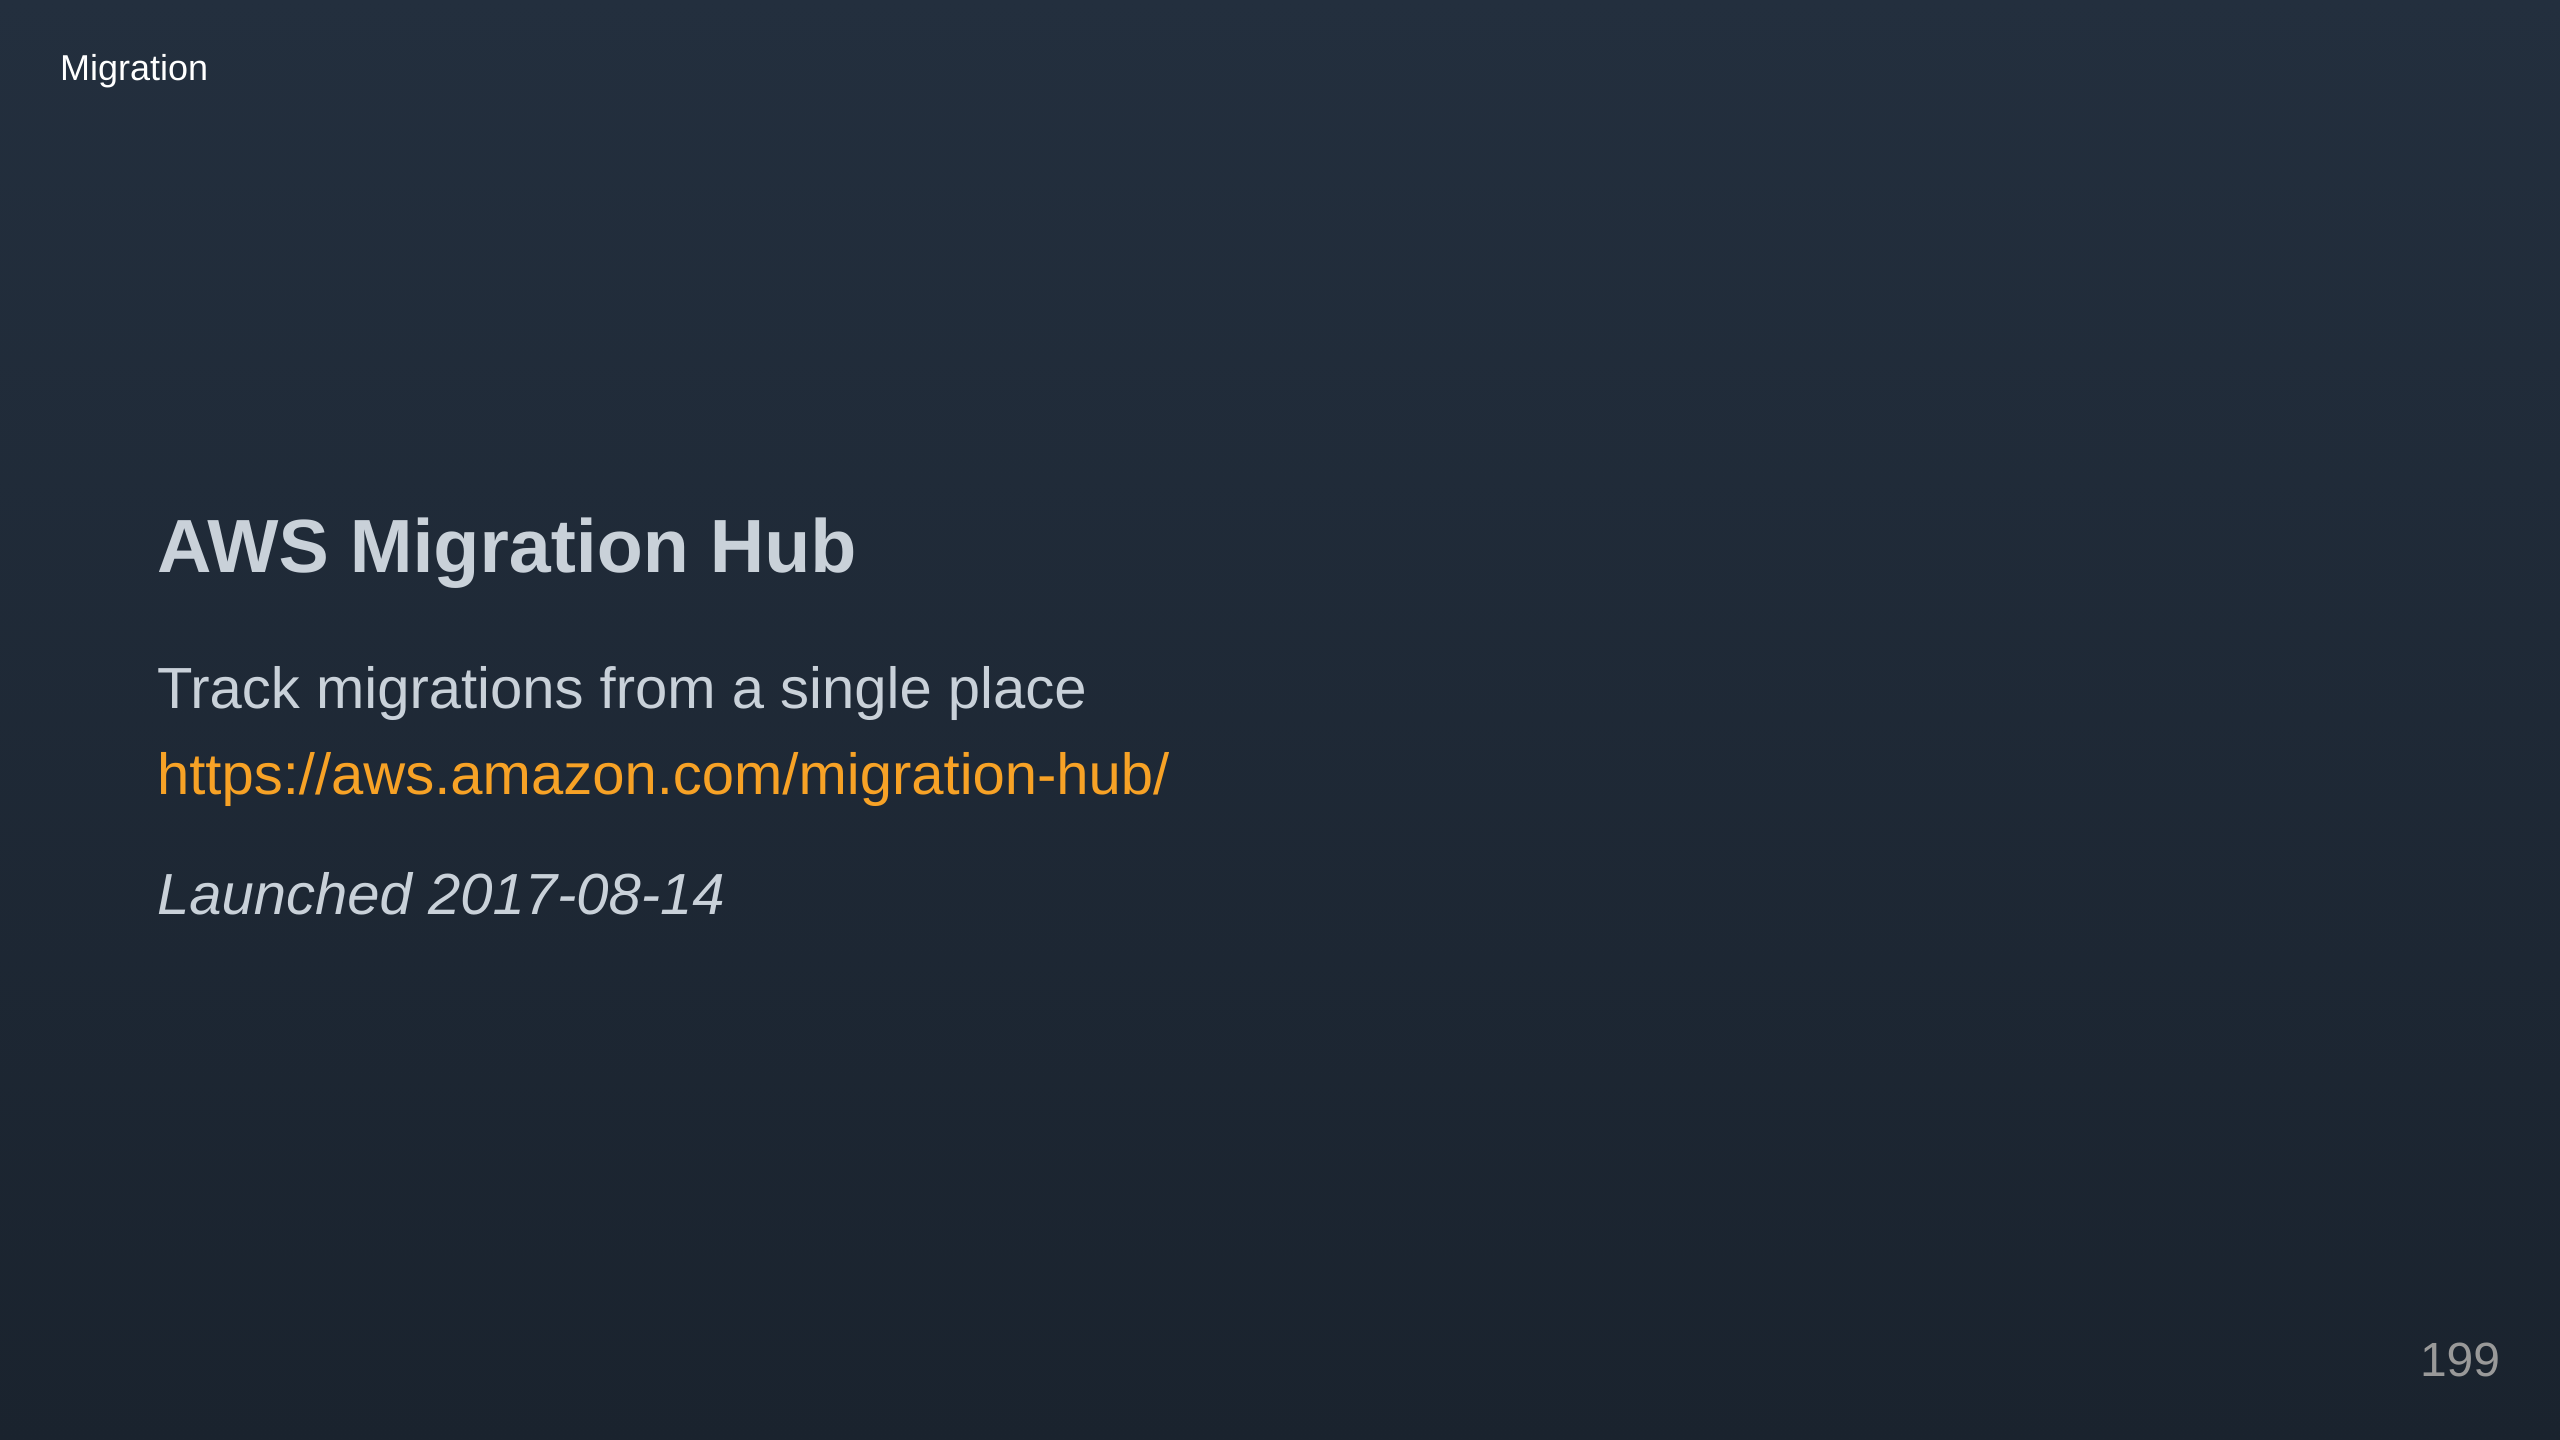 Migration
AWS Migration Hub
Track migrations from a single place
https://aws.amazon.com/migration-hub/
Launched 2017-08-14
199